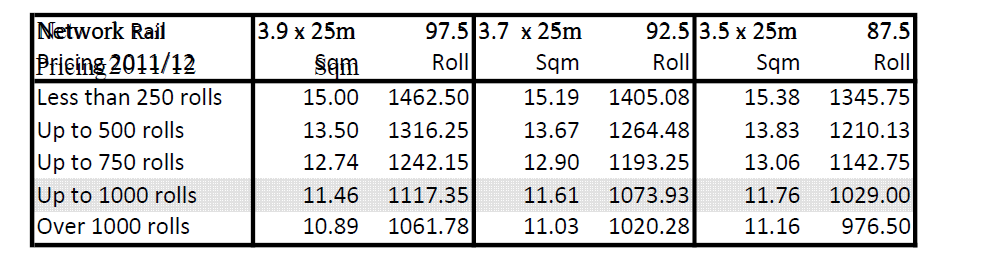 Network Rail 3.9 x 25m 97.5 3.7 x 25m 92.5 3.5 x 25m 87.5
Pricing 2011/12 Sqm Roll Sqm Roll Sqm Roll
Less than 250 rolls 15.00 1462.50 15.19 1405.08 15.38 1345.75
Up to 500 rolls 13.50 1316.25 13.67 1264.48 13.83 1210.13
Up to 750 rolls 12.74 1242.15 12.90 1193.25 13.06 1142.75
Up to 1000 rolls 11.46 1117.35 11.61 1073.93 11.76 1029.00
Over 1000 rolls 10.89 1061.78 11.03 1020.28 11.16 976.50